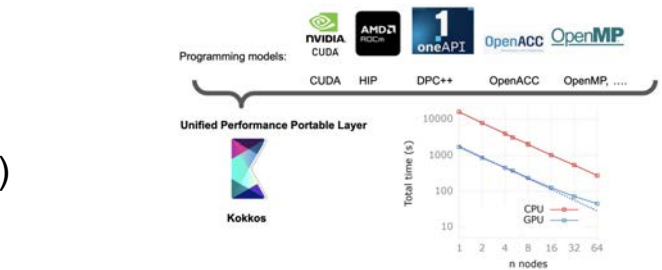 NVIDIA
CUDA
AMD
ROCm
oneAPI
OpenACC
OpenMP
Programming models:
CUDA HIP DPC++ OpenACC OpenMP, ....
Unified Performance Portable Layer
)
Kokkos
Total time (s)
10000
1000
100
10
CPU
GPU
1 2 4 8 16 32 64
n nodes